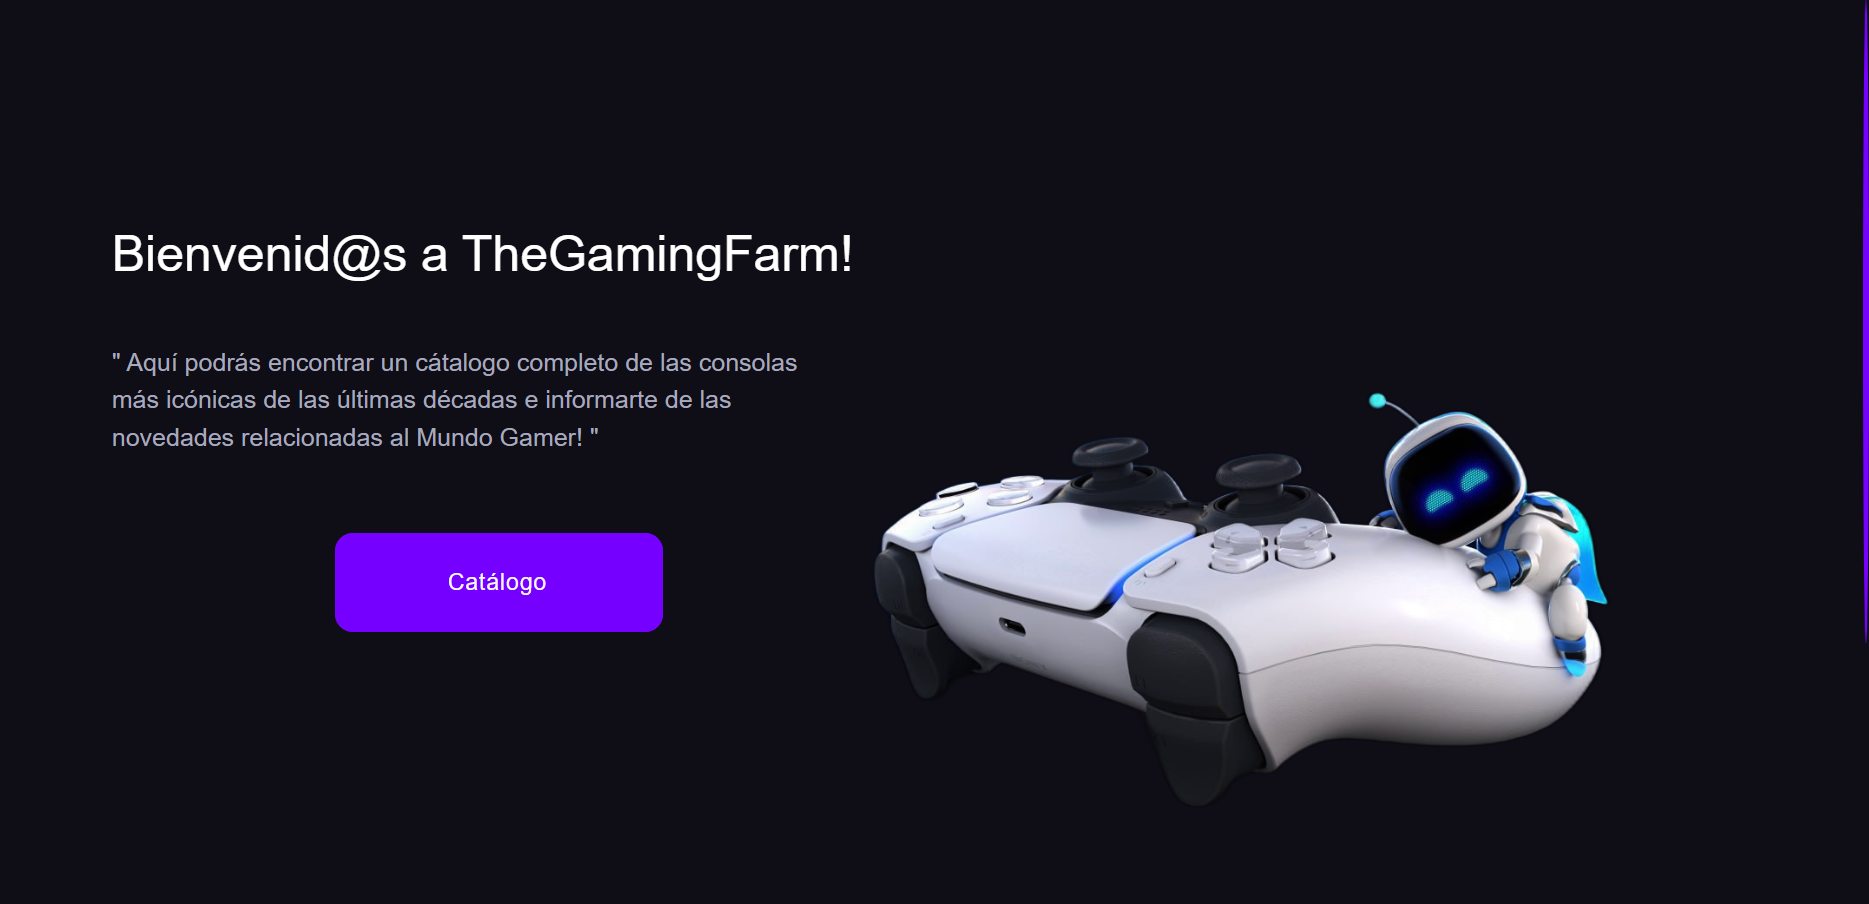 Bienvenid@s a TheGamingFarm!
" Aquí podrás encontrar un cátalogo completo de las consolas
más icónicas de las últimas décadas e informarte de las
novedades relacionadas al Mundo Gamer! "
Catálogo